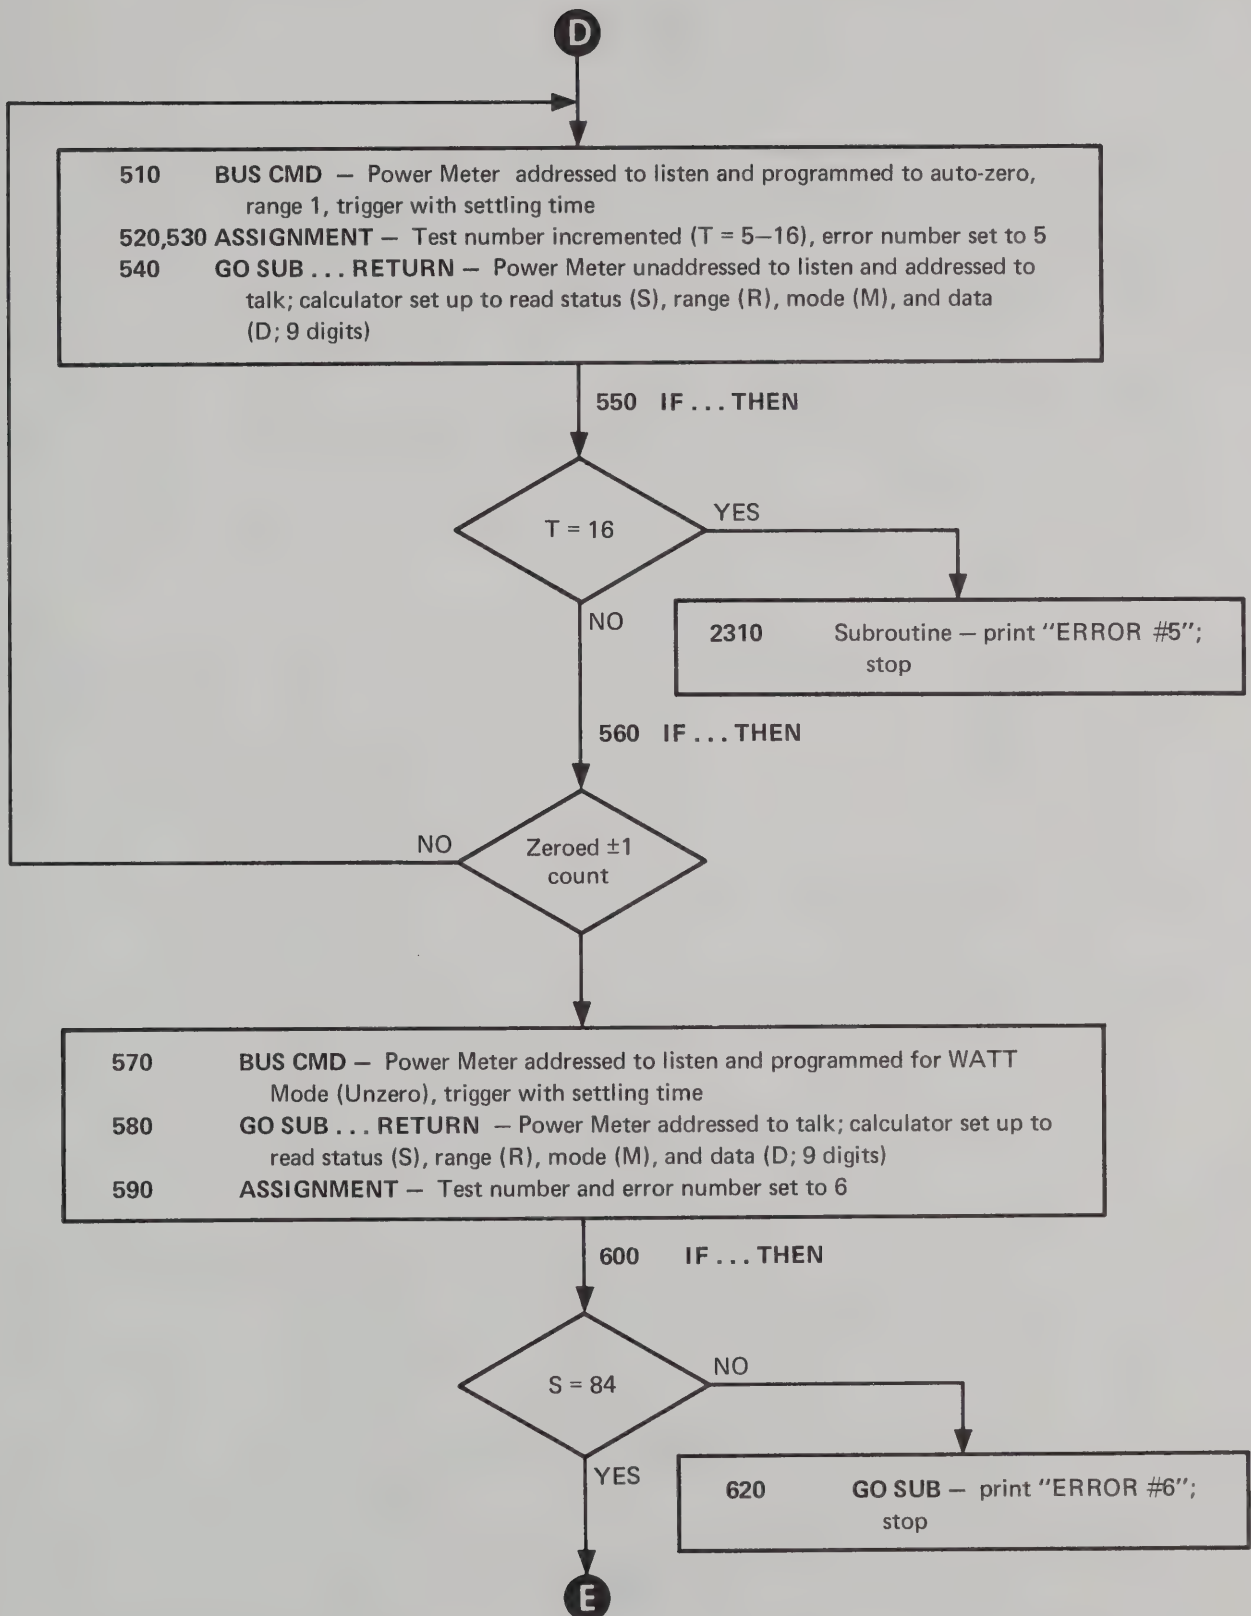 D
510 BUS CMD — Power Meter addressed to listen and programmed to auto-zero,
range 1, trigger with settling time
520,530 ASSIGNMENT — Test number incremented (T = 5–16), error number set to 5
540 GO SUB . . . RETURN — Power Meter unaddressed to listen and addressed to
talk; calculator set up to read status (S), range (R), mode (M), and data
(D; 9 digits)
550 IF . . . THEN
T = 16
YES
NO
2310 Subroutine — print "ERROR #5";
stop
560 IF . . . THEN
NO
Zeroed ±1
count
570 BUS CMD — Power Meter addressed to listen and programmed for WATT
Mode (Unzero), trigger with settling time
580 GO SUB . . . RETURN — Power Meter addressed to talk; calculator set up to
read status (S), range (R), mode (M), and data (D; 9 digits)
590 ASSIGNMENT — Test number and error number set to 6
600 IF . . . THEN
S = 84
NO
YES
620 GO SUB — print "ERROR #6";
stop
E